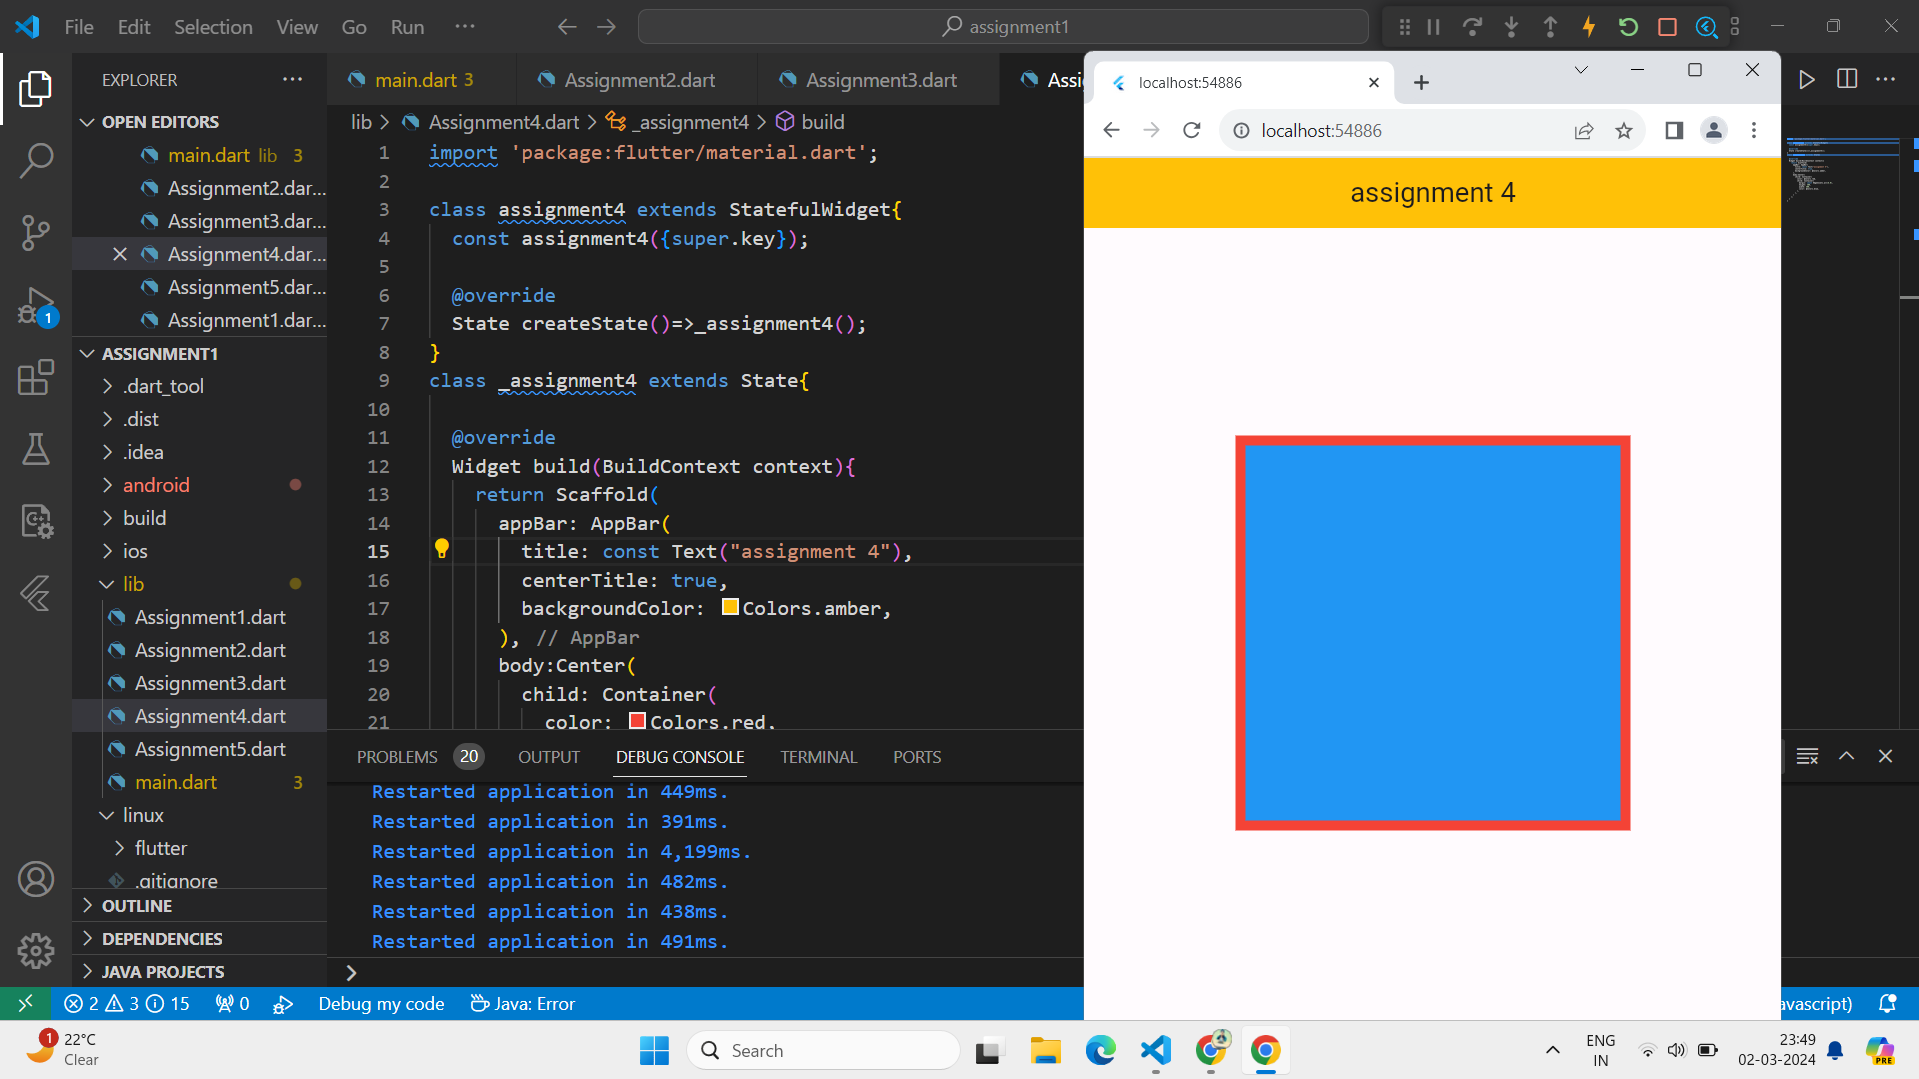 File Edit Selection View Go Run ···
assignment1
EXPLORER
OPEN EDITORS
main.dart lib 3
Assignment2.dar...
Assignment3.dar...
Assignment4.dar...
Assignment5.dar...
Assignment1.dar...
ASSIGNMENT1
.dart_tool
.dist
.idea
android
build
ios
lib
Assignment1.dart
Assignment2.dart
Assignment3.dart
Assignment4.dart
Assignment5.dart
main.dart 3
linux
flutter
.gitignore
OUTLINE
DEPENDENCIES
JAVA PROJECTS
1
main.dart 3 Assignment2.dart Assignment3.dart
lib > Assignment4.dart > _assignment4 > build
1 import 'package:flutter/material.dart';
2
3 class assignment4 extends StatefulWidget{
4 const assignment4({super.key});
5
6 @override
7 State createState()=>_assignment4();
8 }
9 class _assignment4 extends State{
10
11 @override
12 Widget build(BuildContext context){
13 return Scaffold(
14 appBar: AppBar(
15 title: const Text("assignment 4"),
16 centerTitle: true,
17 backgroundColor: Colors.amber,
18 ), // AppBar
19 body:Center(
20 child: Container(
21 color: Colors.red,
PROBLEMS 20 OUTPUT DEBUG CONSOLE TERMINAL PORTS
Restarted application in 449ms.
Restarted application in 391ms.
Restarted application in 4,199ms.
Restarted application in 482ms.
Restarted application in 438ms.
Restarted application in 491ms.
localhost:54886
localhost:54886
assignment 4
2 3 15 0 Debug my code Java: Error
avascript)
1
22°C
Clear
Search
ENG
IN
23:49
02-03-2024
PRE